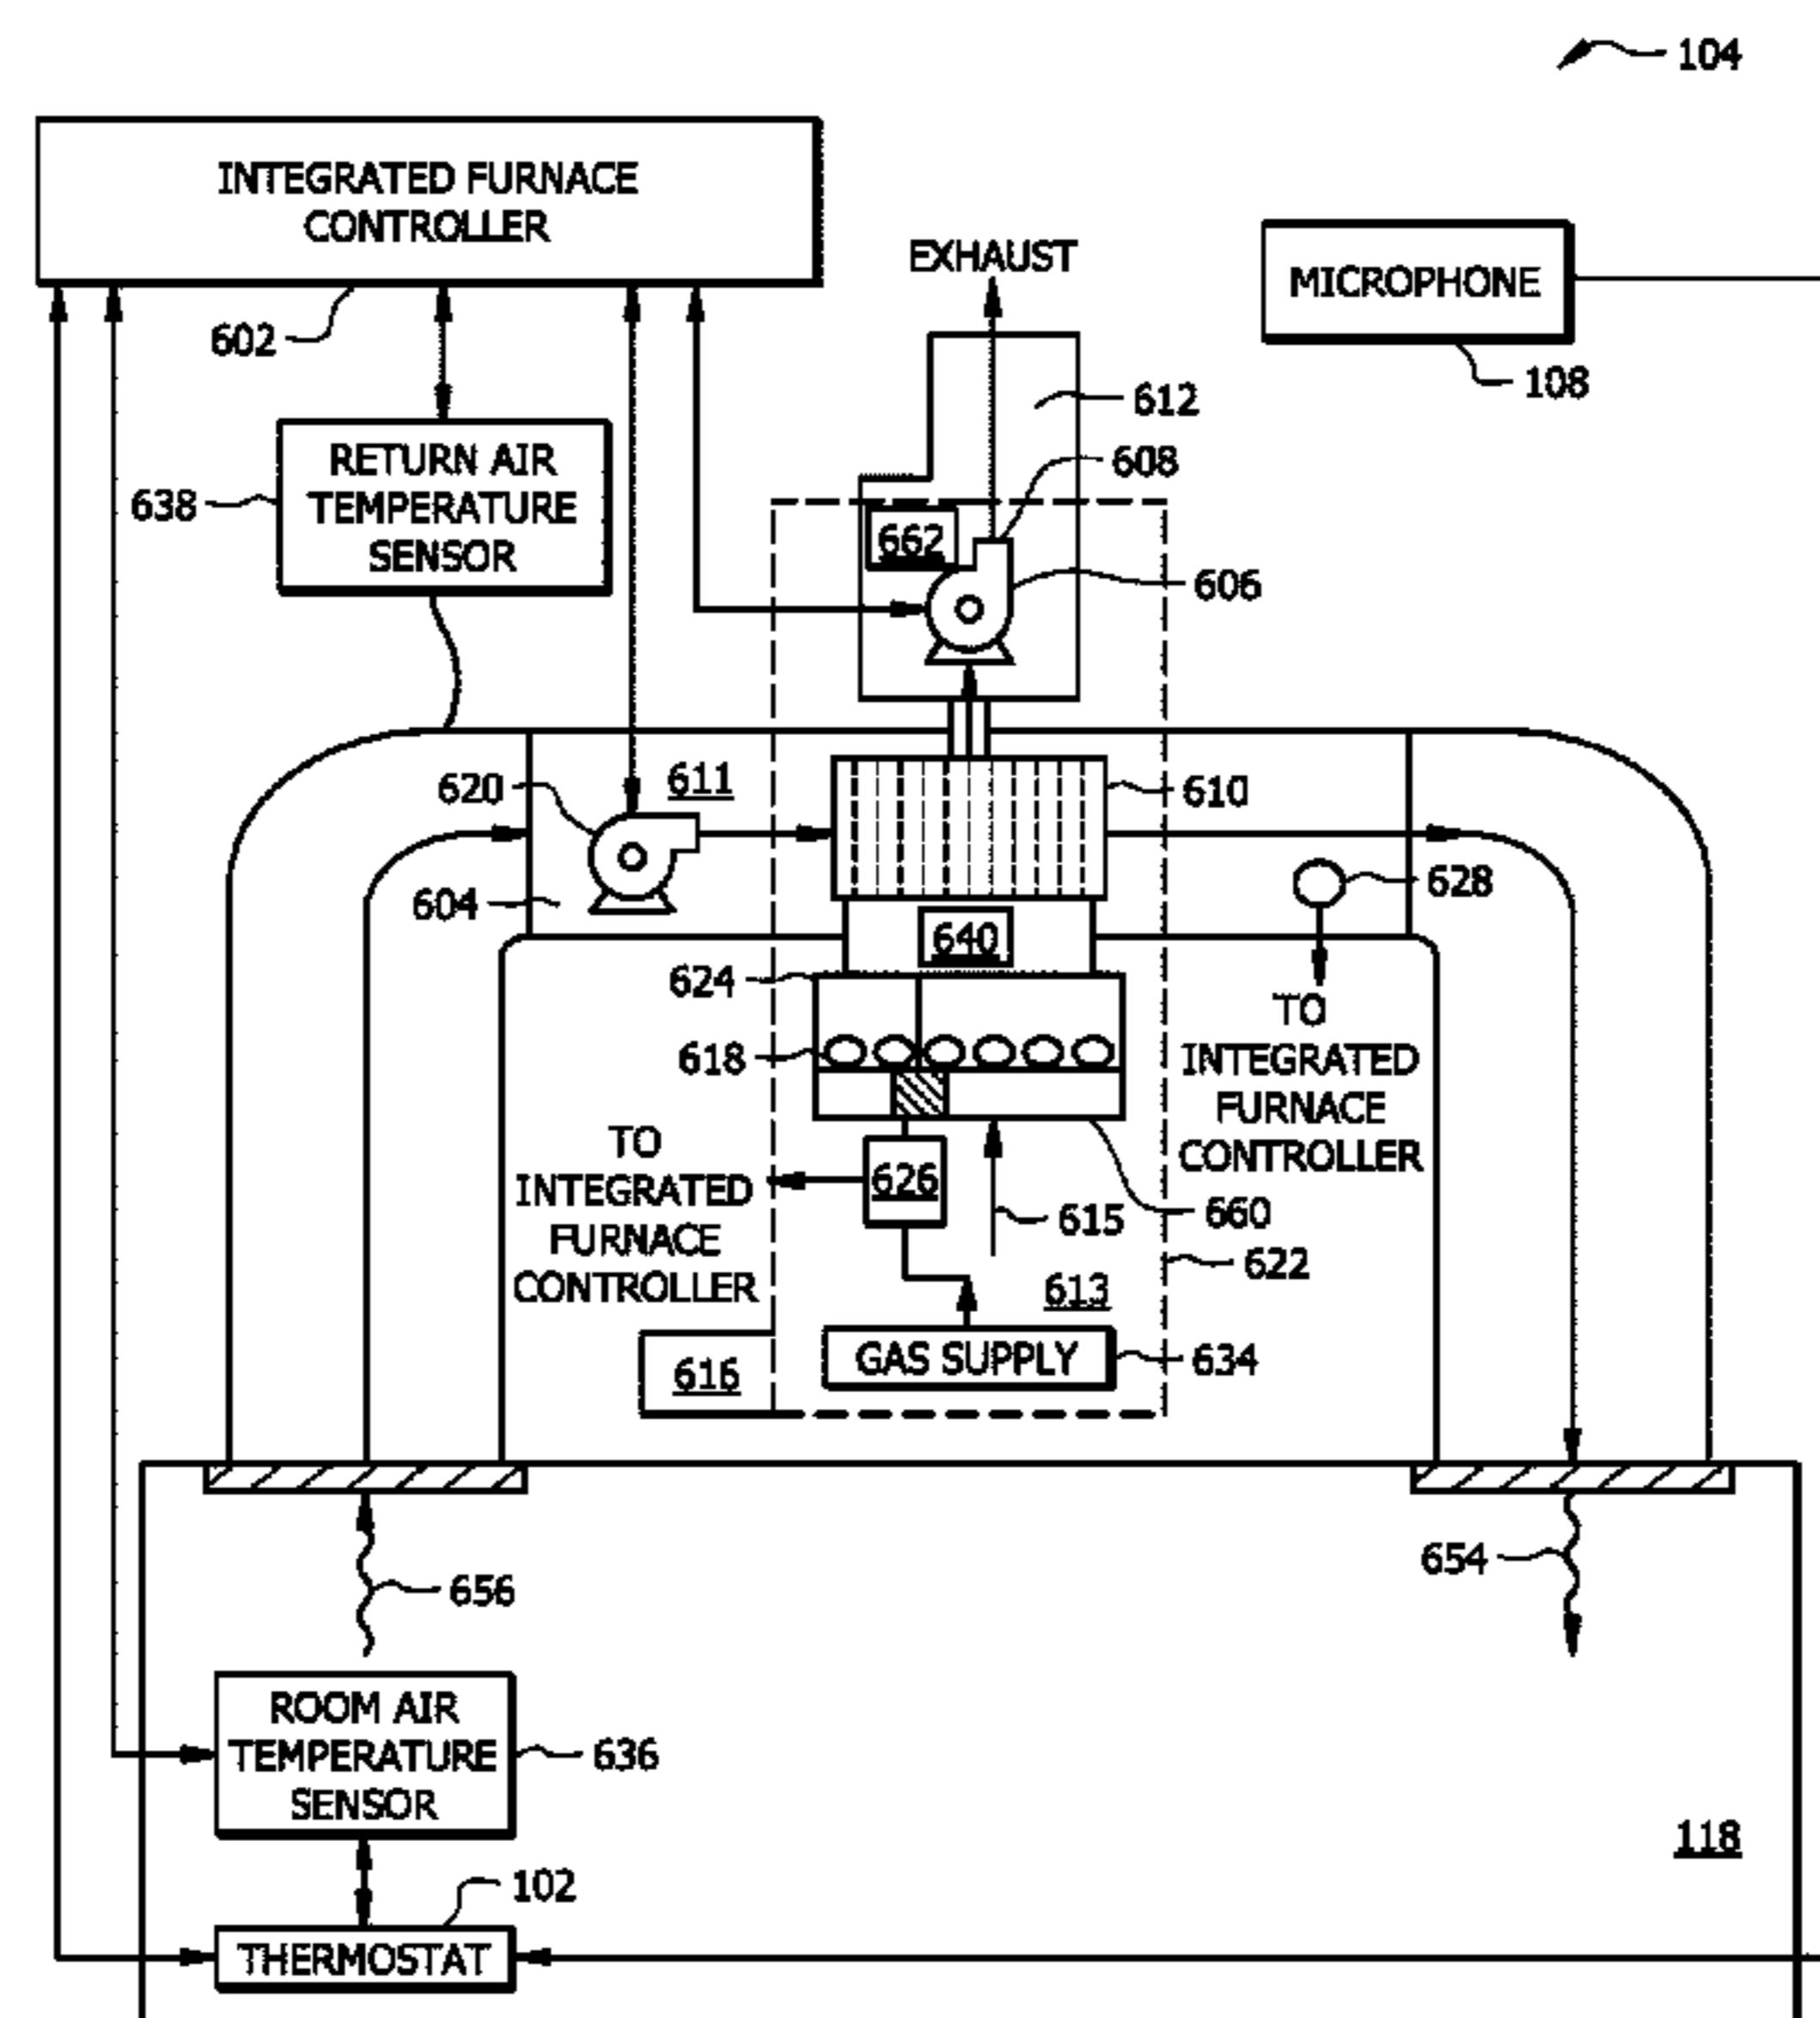 104
INTEGRATED FURNACE
CONTROLLER
602
EXHAUST
MICROPHONE
108
612
608
RETURN AIR
TEMPERATURE
SENSOR
638
662
606
620
611
610
604
628
640
624
618
TO
INTEGRATED
FURNACE
CONTROLLER
TO
INTEGRATED
FURNACE
CONTROLLER
626
615
660
622
613
616
GAS SUPPLY
634
656
654
ROOM AIR
TEMPERATURE
SENSOR
636
118
102
THERMOSTAT